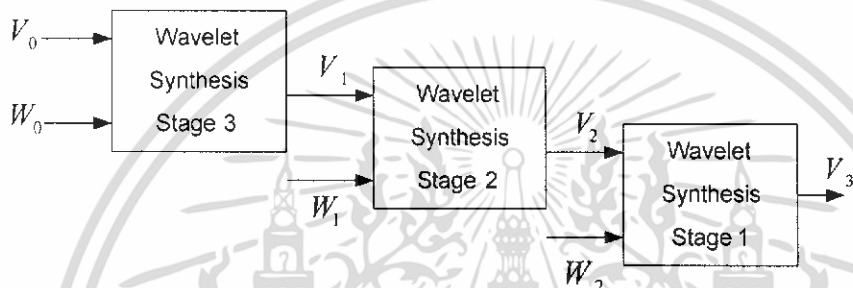 V₀
W₀
Wavelet
Synthesis
Stage 3
V₁
W₁
Wavelet
Synthesis
Stage 2
V₂
W₂
Wavelet
Synthesis
Stage 1
V₃